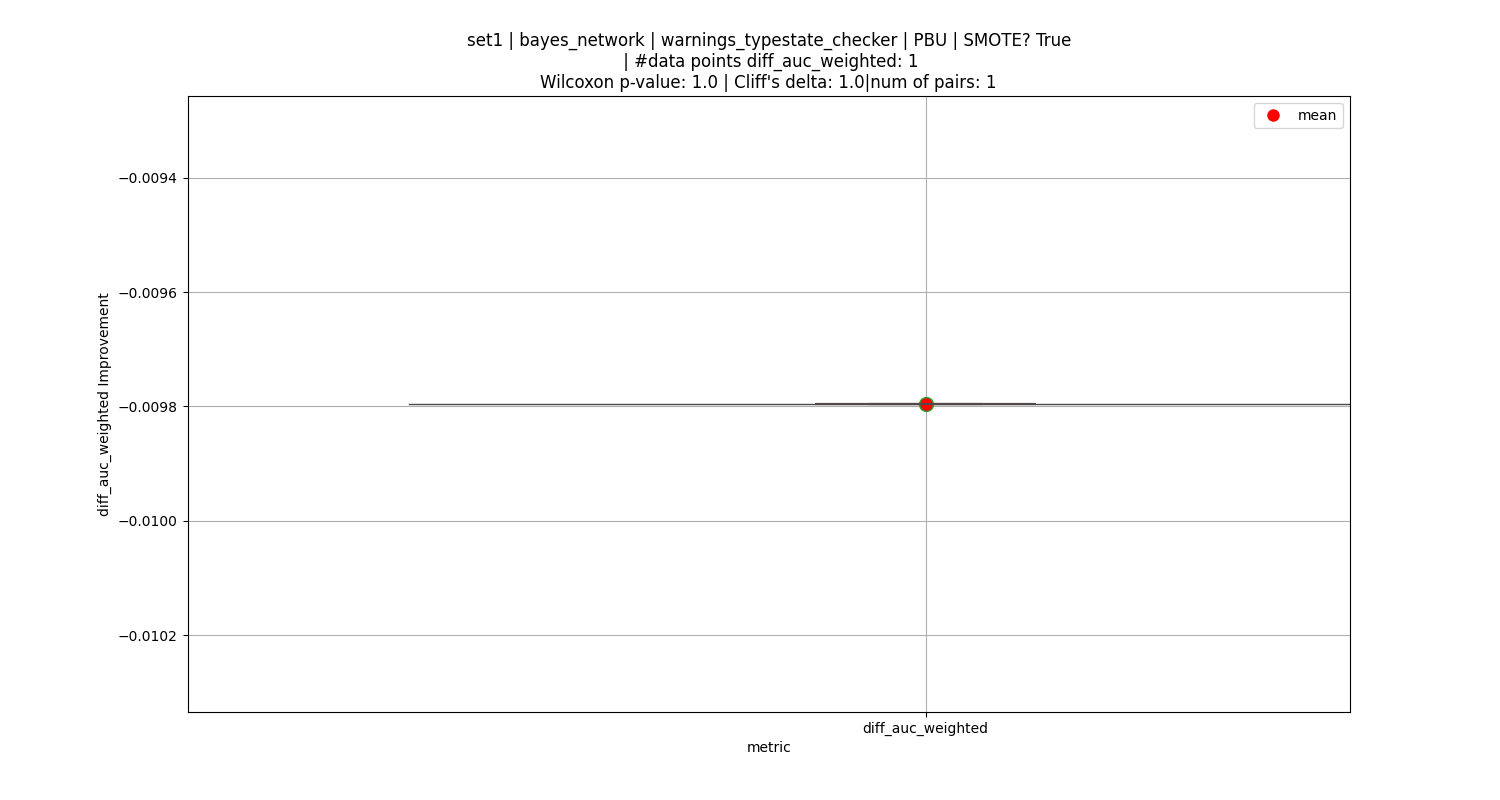 set1 | bayes_network | warnings_typestate_checker | PBU | SMOTE? True
| #data points diff_auc_weighted: 1
Wilcoxon p-value: 1.0 | Cliff's delta: 1.0|num of pairs: 1
mean
−0.0094
−0.0096
−0.0098
−0.0100
−0.0102
diff_auc_weighted Improvement
diff_auc_weighted
metric